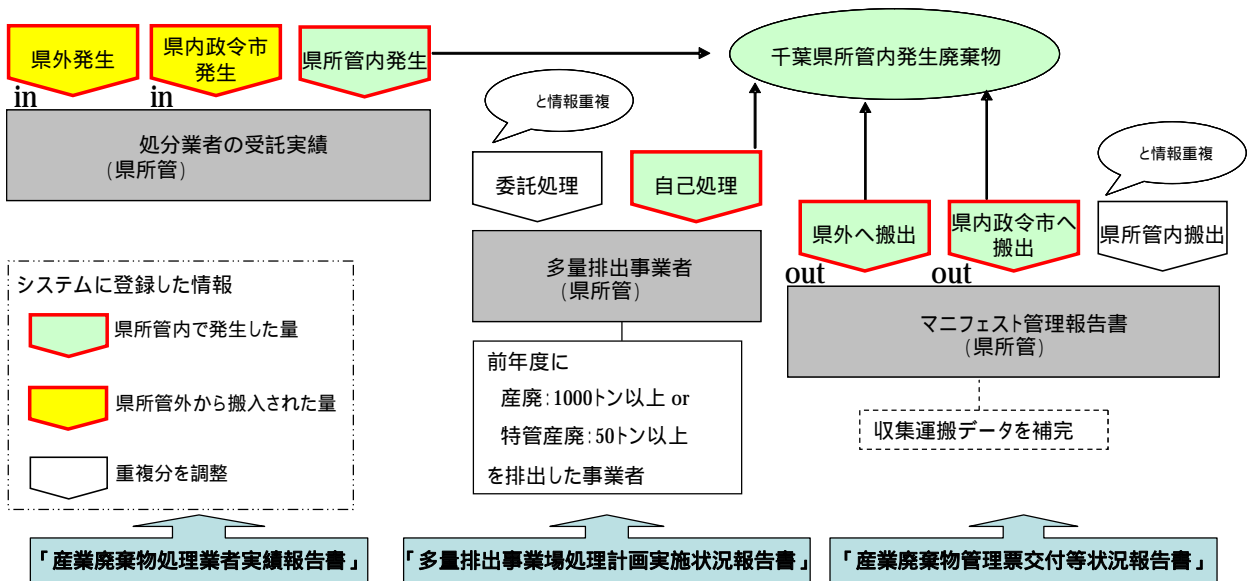 県外発生
県内政令市
発生
県所管内発生
in
in
処分業者の受託実績
(県所管)
千葉県所管内発生廃棄物
と情報重複
委託処理
自己処理
多量排出事業者
(県所管)
前年度に
産廃:1000トン以上 or
特管産廃:50トン以上
を排出した事業者
と情報重複
県外へ搬出
県内政令市へ
搬出
県所管内搬出
out
out
マニフェスト管理報告書
(県所管)
収集運搬データを補完
システムに登録した情報
県所管内で発生した量
県所管外から搬入された量
重複分を調整
「産業廃棄物処理業者実績報告書」
「多量排出事業場処理計画実施状況報告書」
「産業廃棄物管理票交付等状況報告書」